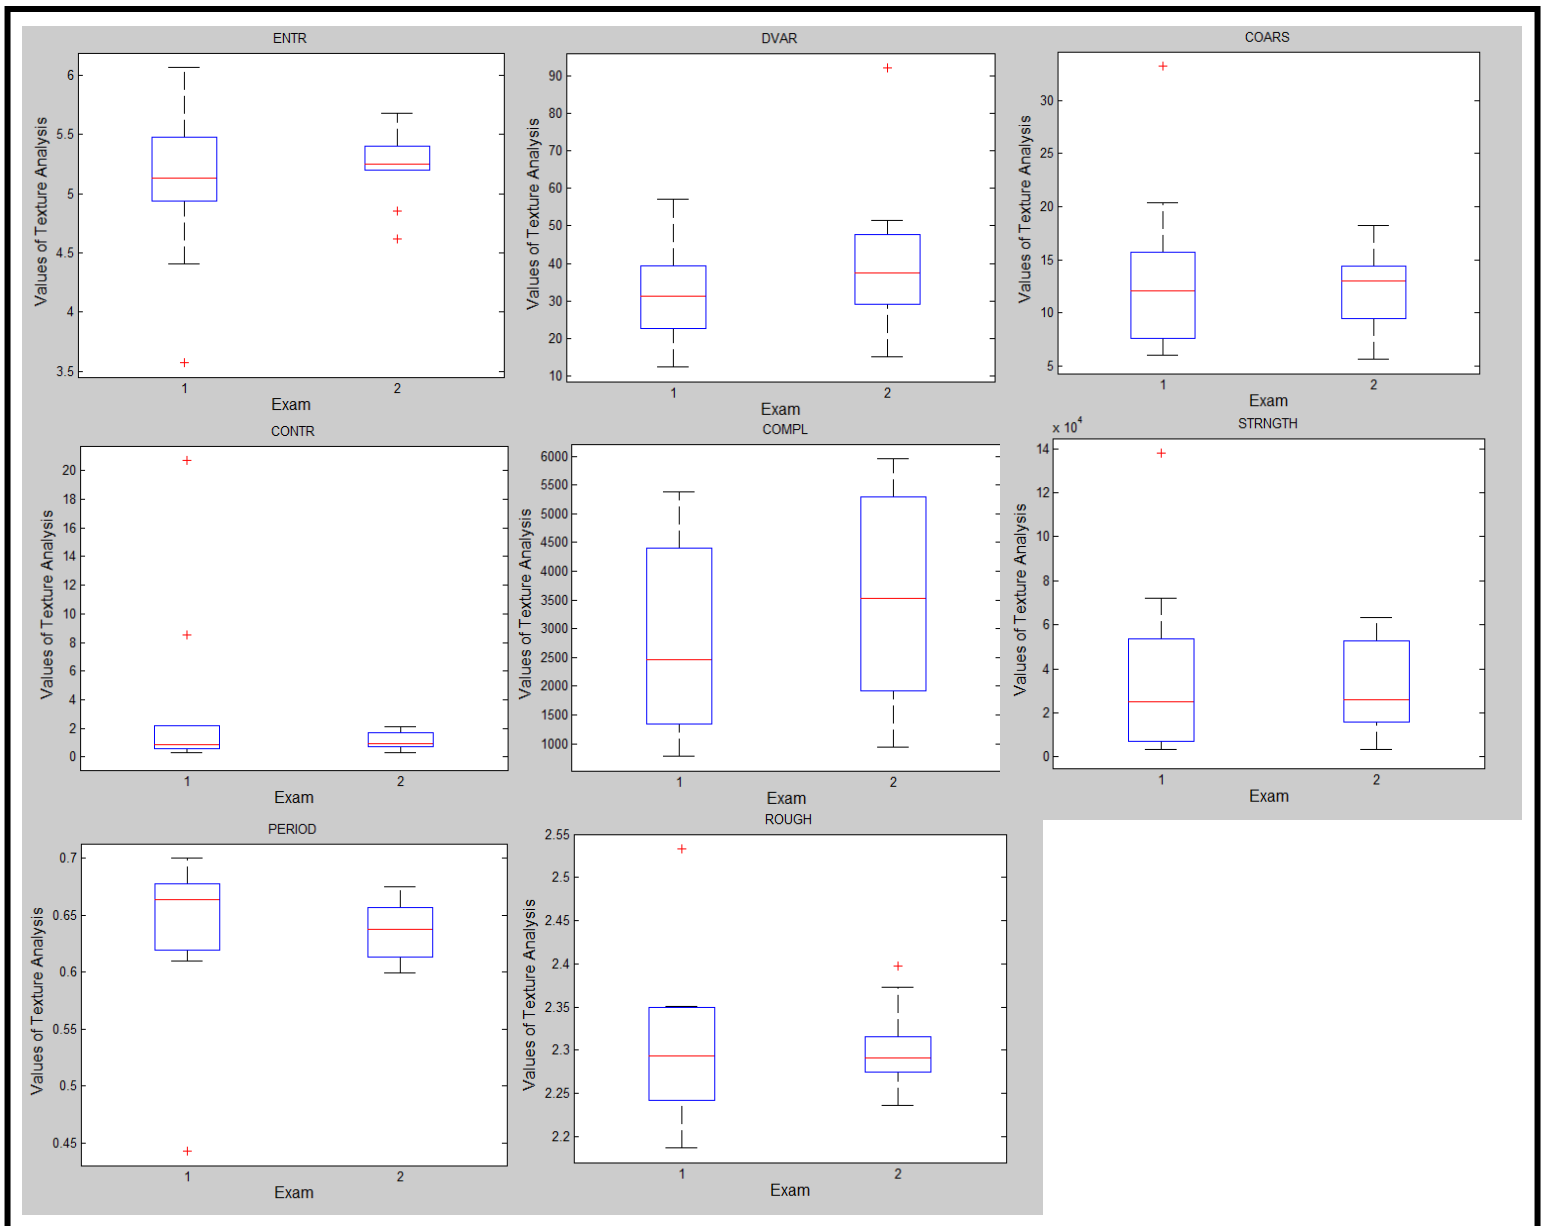 ENTR
Values of Texture Analysis
6
5.5
5
4.5
4
3.5
1 2
Exam
DVAR
Values of Texture Analysis
90
80
70
60
50
40
30
20
10
1 2
Exam
COARS
Values of Texture Analysis
30
25
20
15
10
5
1 2
Exam
CONTR
Values of Texture Analysis
20
18
16
14
12
10
8
6
4
2
0
1 2
Exam
COMPL
Values of Texture Analysis
6000
5500
5000
4500
4000
3500
3000
2500
2000
1500
1000
1 2
Exam
STRNGTH
x 10⁴
Values of Texture Analysis
14
12
10
8
6
4
2
0
1 2
Exam
PERIOD
Values of Texture Analysis
0.7
0.65
0.6
0.55
0.5
0.45
1 2
Exam
ROUGH
Values of Texture Analysis
2.55
2.5
2.45
2.4
2.35
2.3
2.25
2.2
1 2
Exam